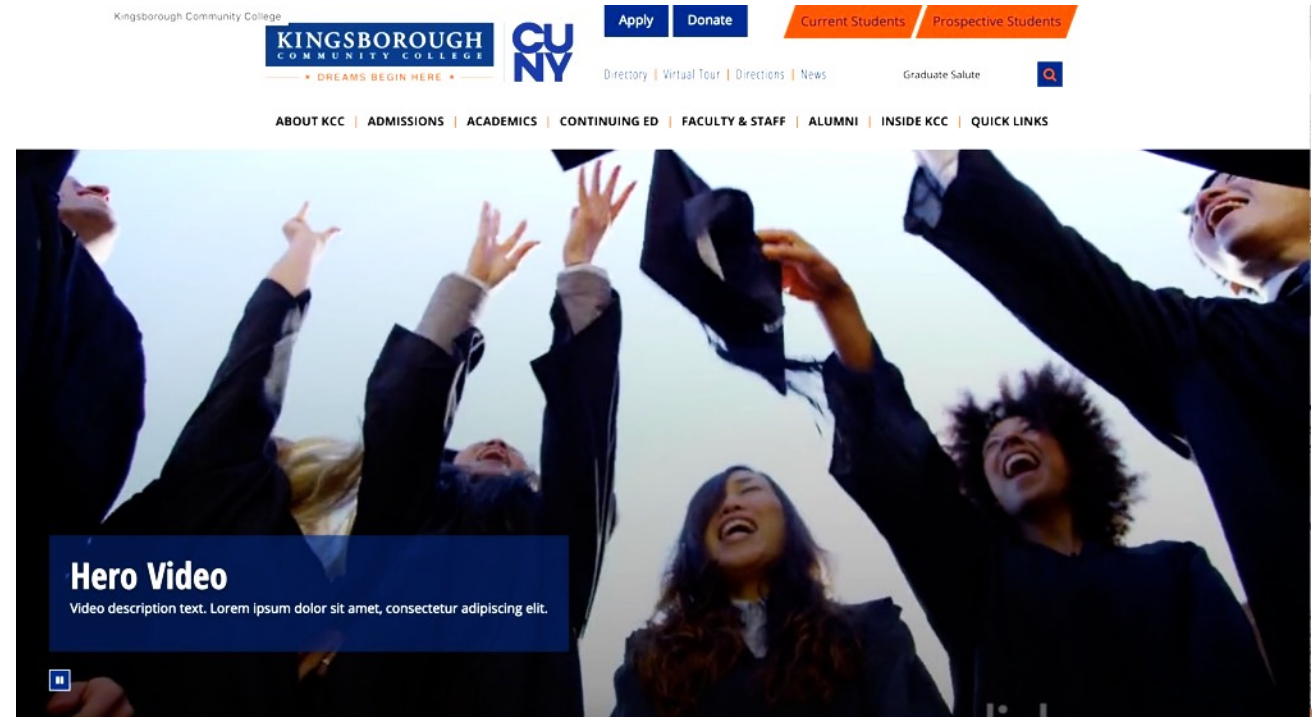 Kingsborough Community College
Apply Donate Current Students Prospective Students
KINGSBOROUGH
COMMUNITY COLLEGE
DREAMS BEGIN HERE
CU
NY
Directory | Virtual Tour | Directions | News
Graduate Salute
ABOUT KCC | ADMISSIONS | ACADEMICS | CONTINUING ED | FACULTY & STAFF | ALUMNI | INSIDE KCC | QUICK LINKS
Hero Video
Video description text. Lorem ipsum dolor sit amet, consectetur adipiscing elit.